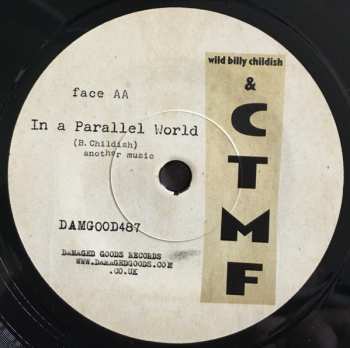 wild billy childish
&
C
T
M
F
face AA
In a Parallel World
(B. Childish)
another music
DAMGOOD487
DAMAGED GOODS RECORDS
WWW.DAMAGEDGOODS.COM
.CO.UK